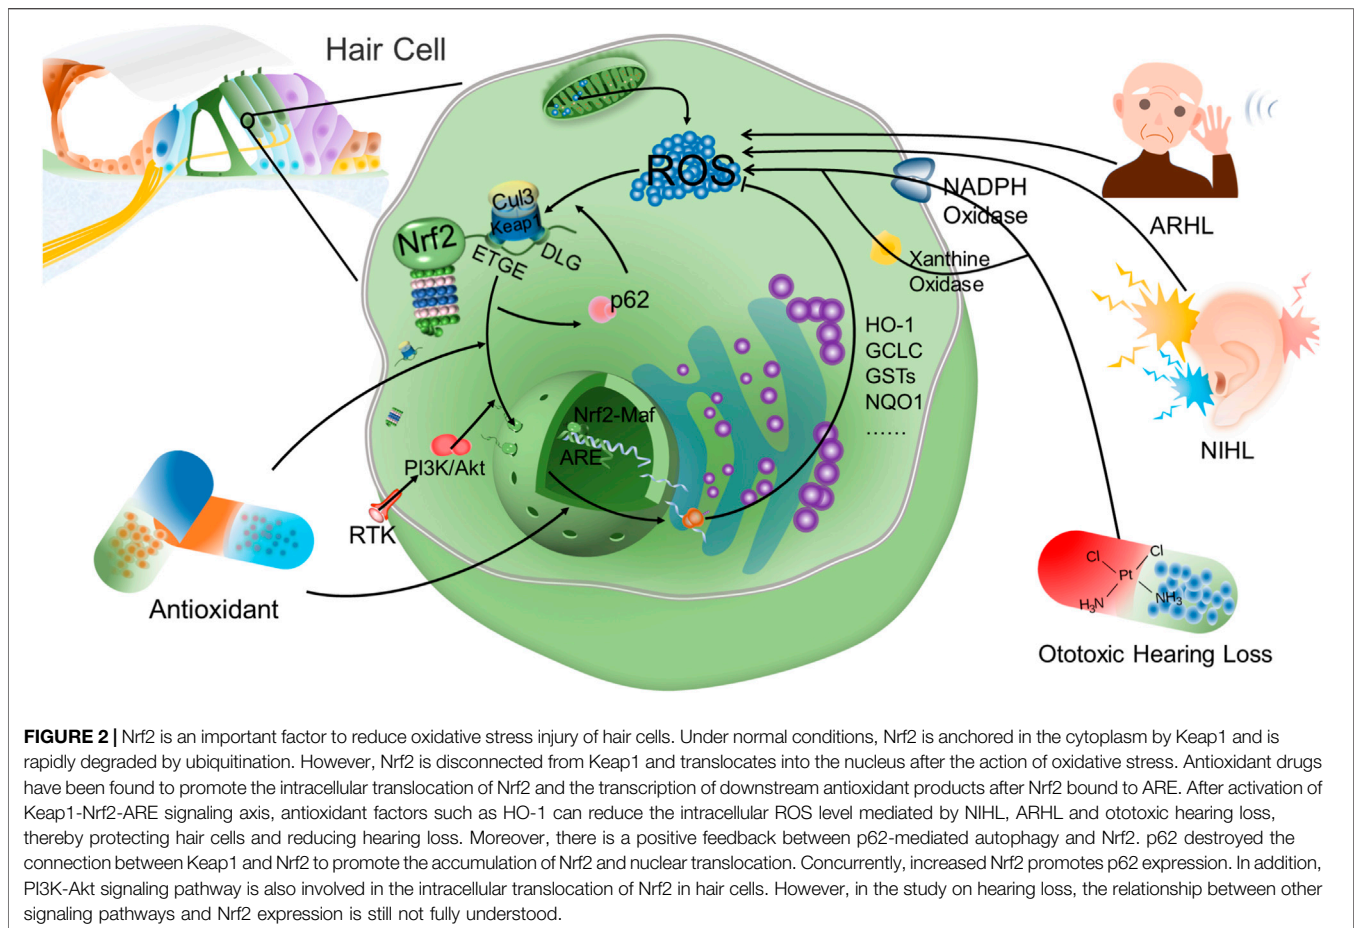 Hair Cell
ROS
NADPH
Oxidase
ARHL
Cul3
Keap1
Nrf2
ETGE
DLG
Xanthine
Oxidase
p62
HO-1
GCLC
GSTs
NQO1
......
Nrf2-Maf
ARE
NIHL
PI3K/Akt
RTK
Antioxidant
Cl
Cl
Pt
H3N
NH3
Ototoxic Hearing Loss
FIGURE 2 | Nrf2 is an important factor to reduce oxidative stress injury of hair cells. Under normal conditions, Nrf2 is anchored in the cytoplasm by Keap1 and is
rapidly degraded by ubiquitination. However, Nrf2 is disconnected from Keap1 and translocates into the nucleus after the action of oxidative stress. Antioxidant drugs
have been found to promote the intracellular translocation of Nrf2 and the transcription of downstream antioxidant products after Nrf2 bound to ARE. After activation of
Keap1-Nrf2-ARE signaling axis, antioxidant factors such as HO-1 can reduce the intracellular ROS level mediated by NIHL, ARHL and ototoxic hearing loss,
thereby protecting hair cells and reducing hearing loss. Moreover, there is a positive feedback between p62-mediated autophagy and Nrf2. p62 destroyed the
connection between Keap1 and Nrf2 to promote the accumulation of Nrf2 and nuclear translocation. Concurrently, increased Nrf2 promotes p62 expression. In addition,
PI3K-Akt signaling pathway is also involved in the intracellular translocation of Nrf2 in hair cells. However, in the study on hearing loss, the relationship between other
signaling pathways and Nrf2 expression is still not fully understood.